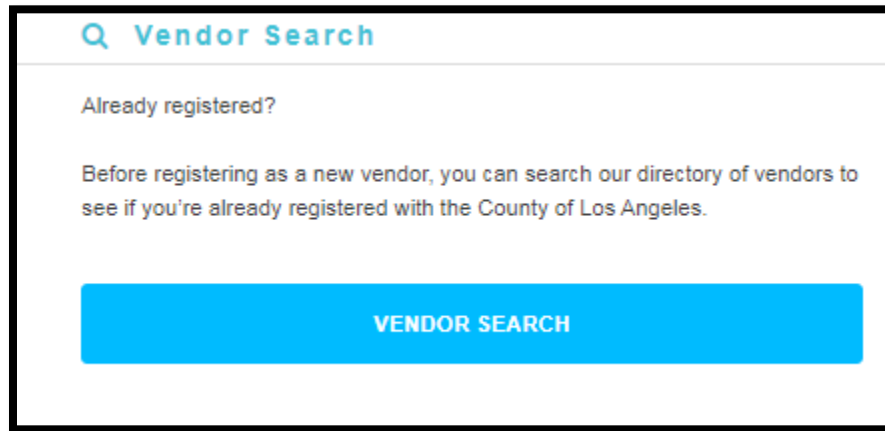 Vendor Search
Already registered?
Before registering as a new vendor, you can search our directory of vendors to
see if you're already registered with the County of Los Angeles.
VENDOR SEARCH